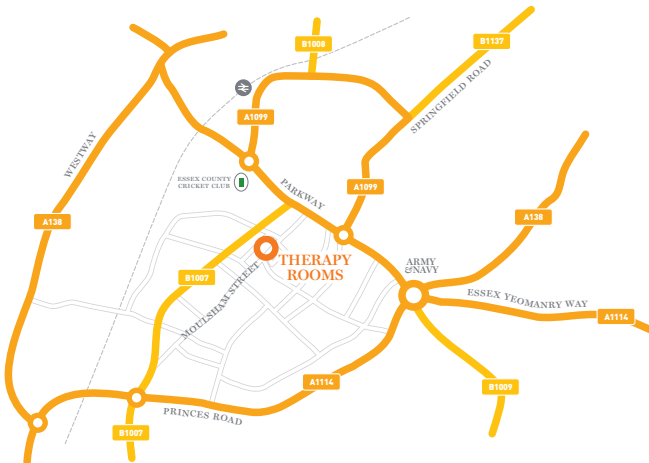 B1008
B1137
SPRINGFIELD ROAD
A1099
WESTWAY
ESSEX COUNTY
CRICKET CLUB
PARKWAY
A1099
A138
A138
THERAPY
ROOMS
ARMY
&NAVY
B1007
MOULSHAM STREET
ESSEX YEOMANRY WAY
A1114
A1114
B1009
PRINCES ROAD
B1007